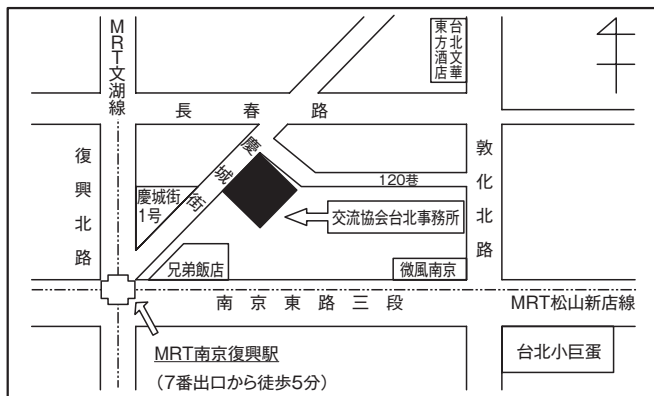 MRT文湖線
台北文華
東方酒店
長春路
復興北路
慶城街
敦化北路
120巷
慶城街
1号
交流協会台北事務所
兄弟飯店
微風南京
南京東路三段
MRT松山新店線
MRT南京復興駅
（7番出口から徒歩5分）
台北小巨蛋